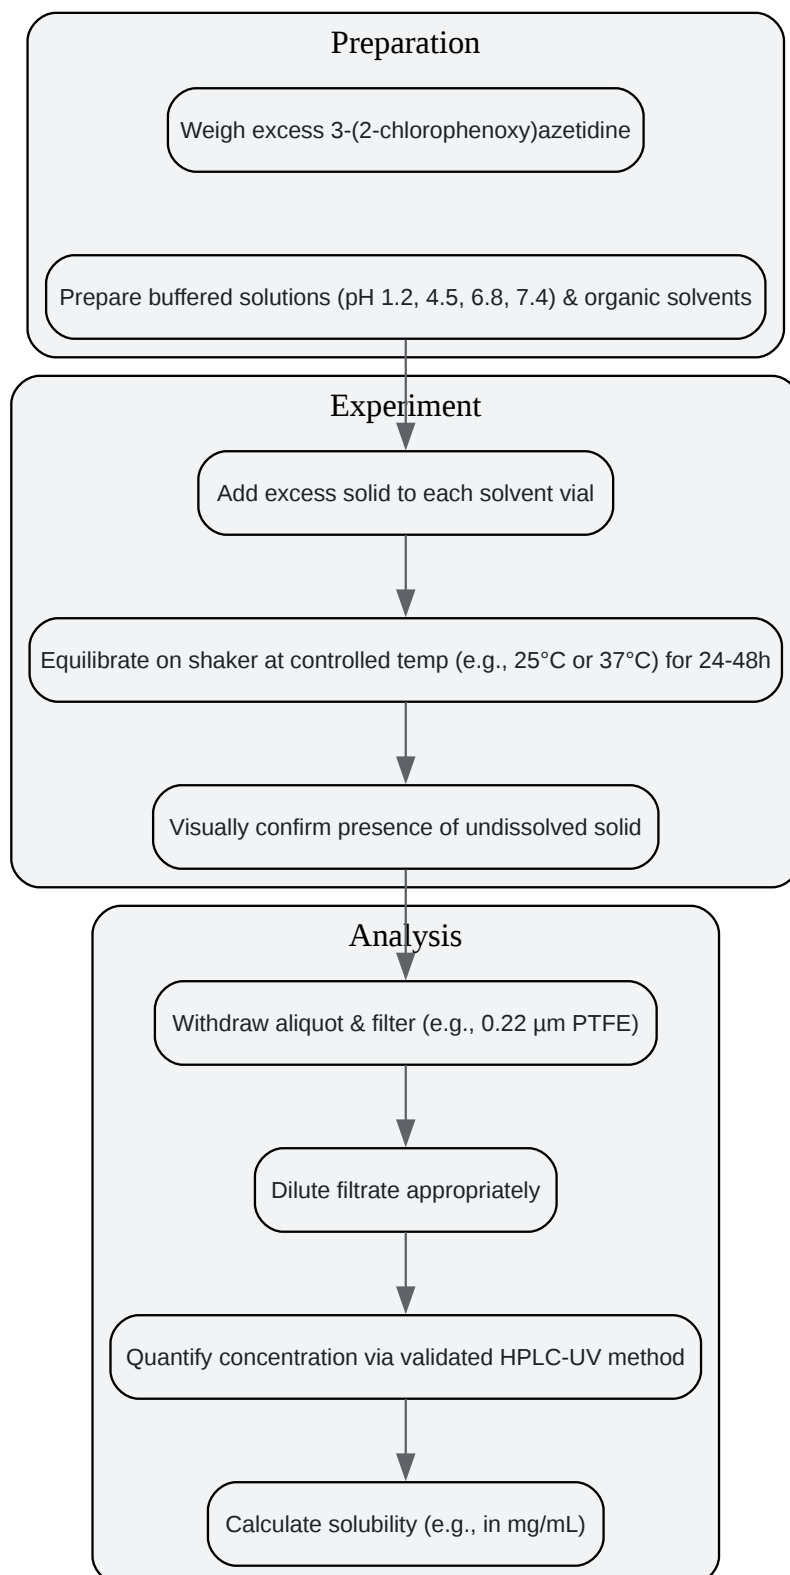 Preparation
Weigh excess 3-(2-chlorophenoxy)azetidine
Prepare buffered solutions (pH 1.2, 4.5, 6.8, 7.4) & organic solvents
Experiment
Add excess solid to each solvent vial
Equilibrate on shaker at controlled temp (e.g., 25°C or 37°C) for 24-48h
Visually confirm presence of undissolved solid
Analysis
Withdraw aliquot & filter (e.g., 0.22 µm PTFE)
Dilute filtrate appropriately
Quantify concentration via validated HPLC-UV method
Calculate solubility (e.g., in mg/mL)